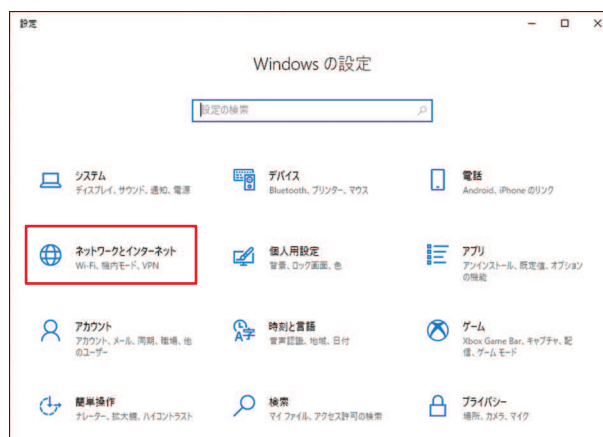 設定
Windows の設定
設定の検索
システム
ディスプレイ、サウンド、通知、電源
デバイス
Bluetooth、プリンター、マウス
電話
Android、iPhone のリンク
ネットワークとインターネット
Wi-Fi、機内モード、VPN
個人用設定
背景、ロック画面、色
アプリ
アンインストール、既定値、オプション
の機能
アカウント
アカウント、メール、同期、職場、他
のユーザー
時刻と言語
音声認識、地域、日付
ゲーム
Xbox Game Bar、キャプチャ、配
信、ゲーム モード
簡単操作
ナレーター、拡大鏡、ハイコントラスト
検索
マイ ファイル、アクセス許可の検索
プライバシー
場所、カメラ、マイク